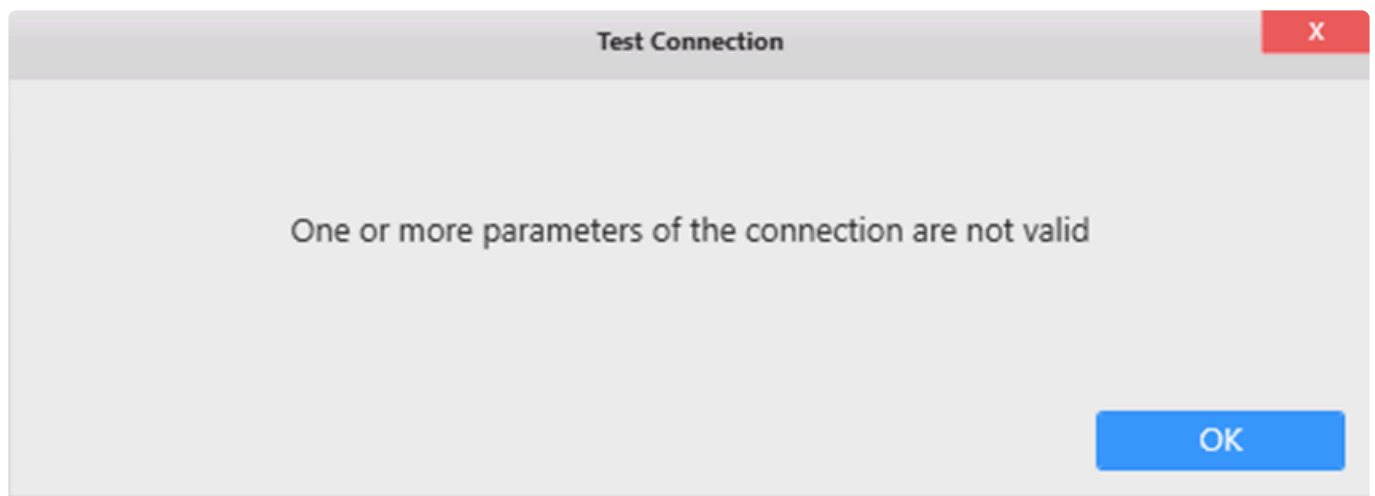 Test Connection
X
One or more parameters of the connection are not valid
OK